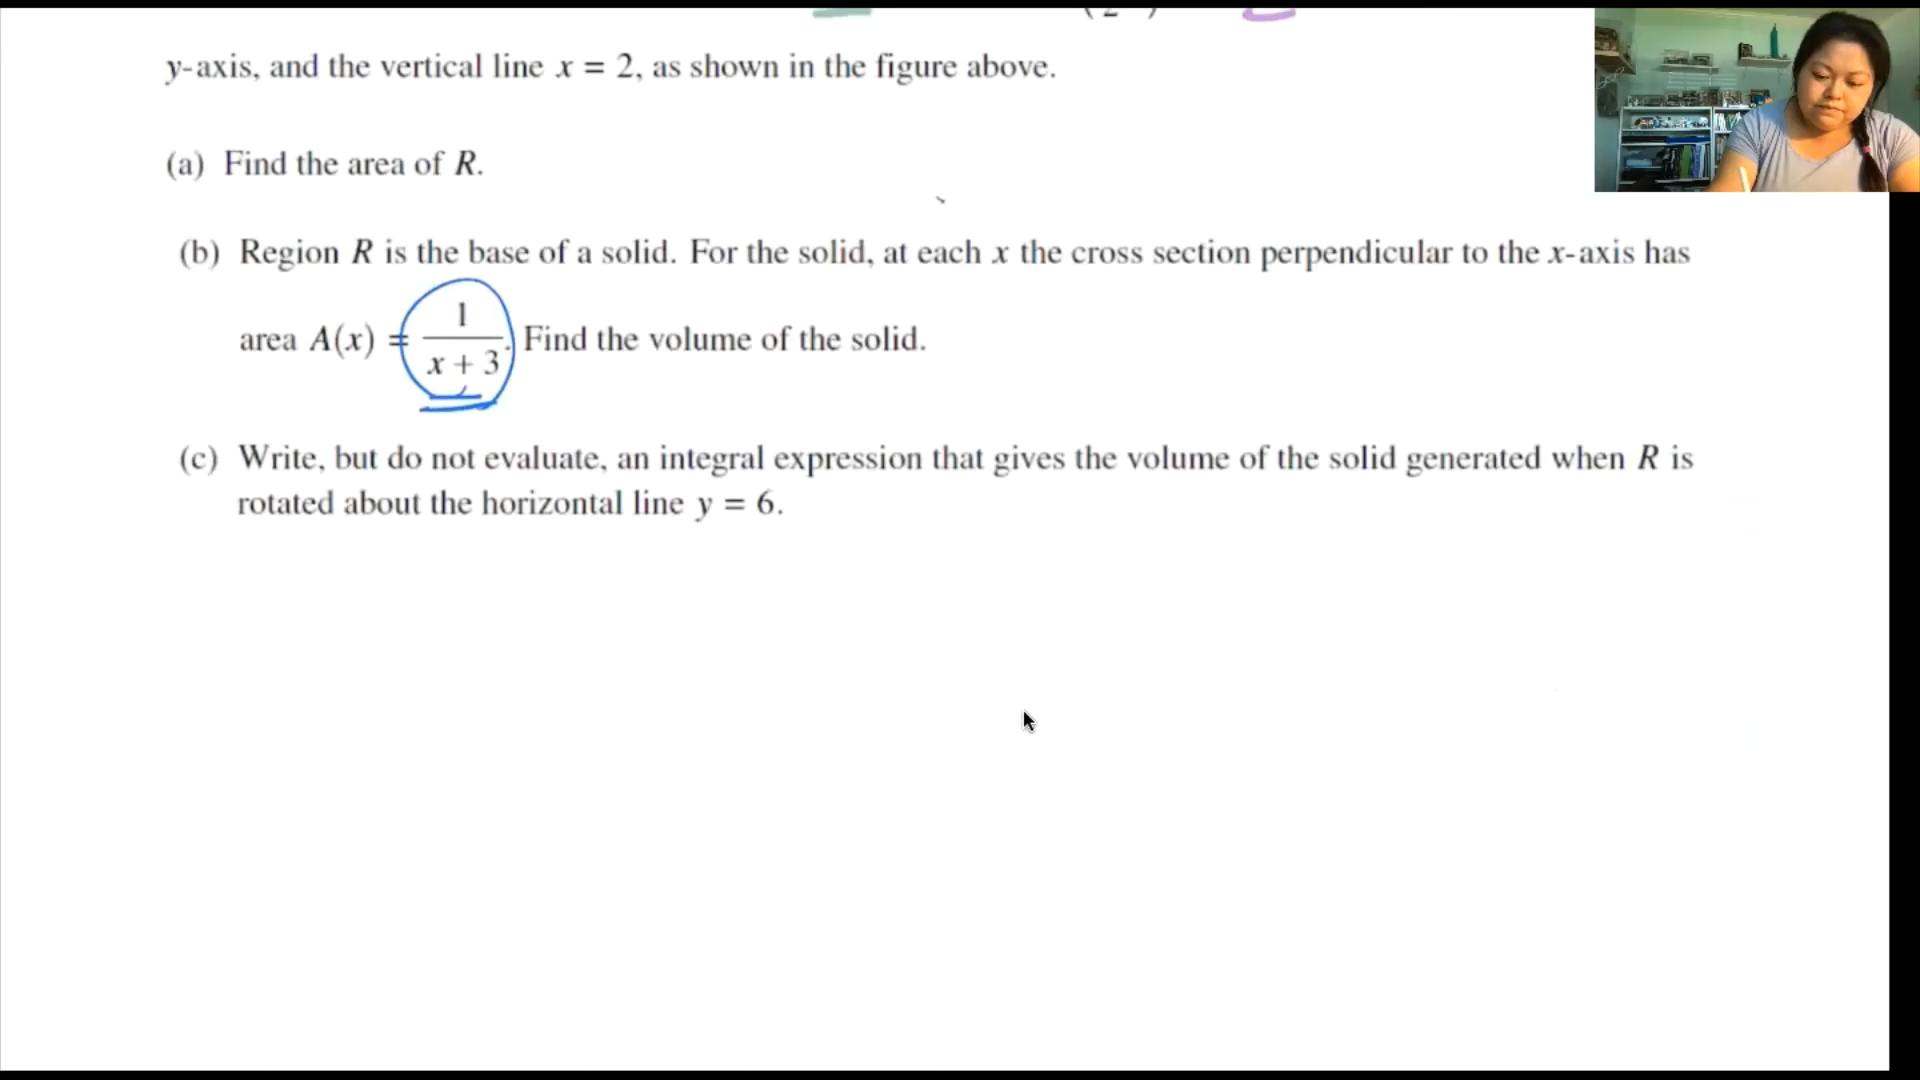 y-axis, and the vertical line x = 2, as shown in the figure above.
(a) Find the area of R.
(b) Region R is the base of a solid. For the solid, at each x the cross section perpendicular to the x-axis has
area A(x) = 1/(x + 3). Find the volume of the solid.
(c) Write, but do not evaluate, an integral expression that gives the volume of the solid generated when R is
rotated about the horizontal line y = 6.